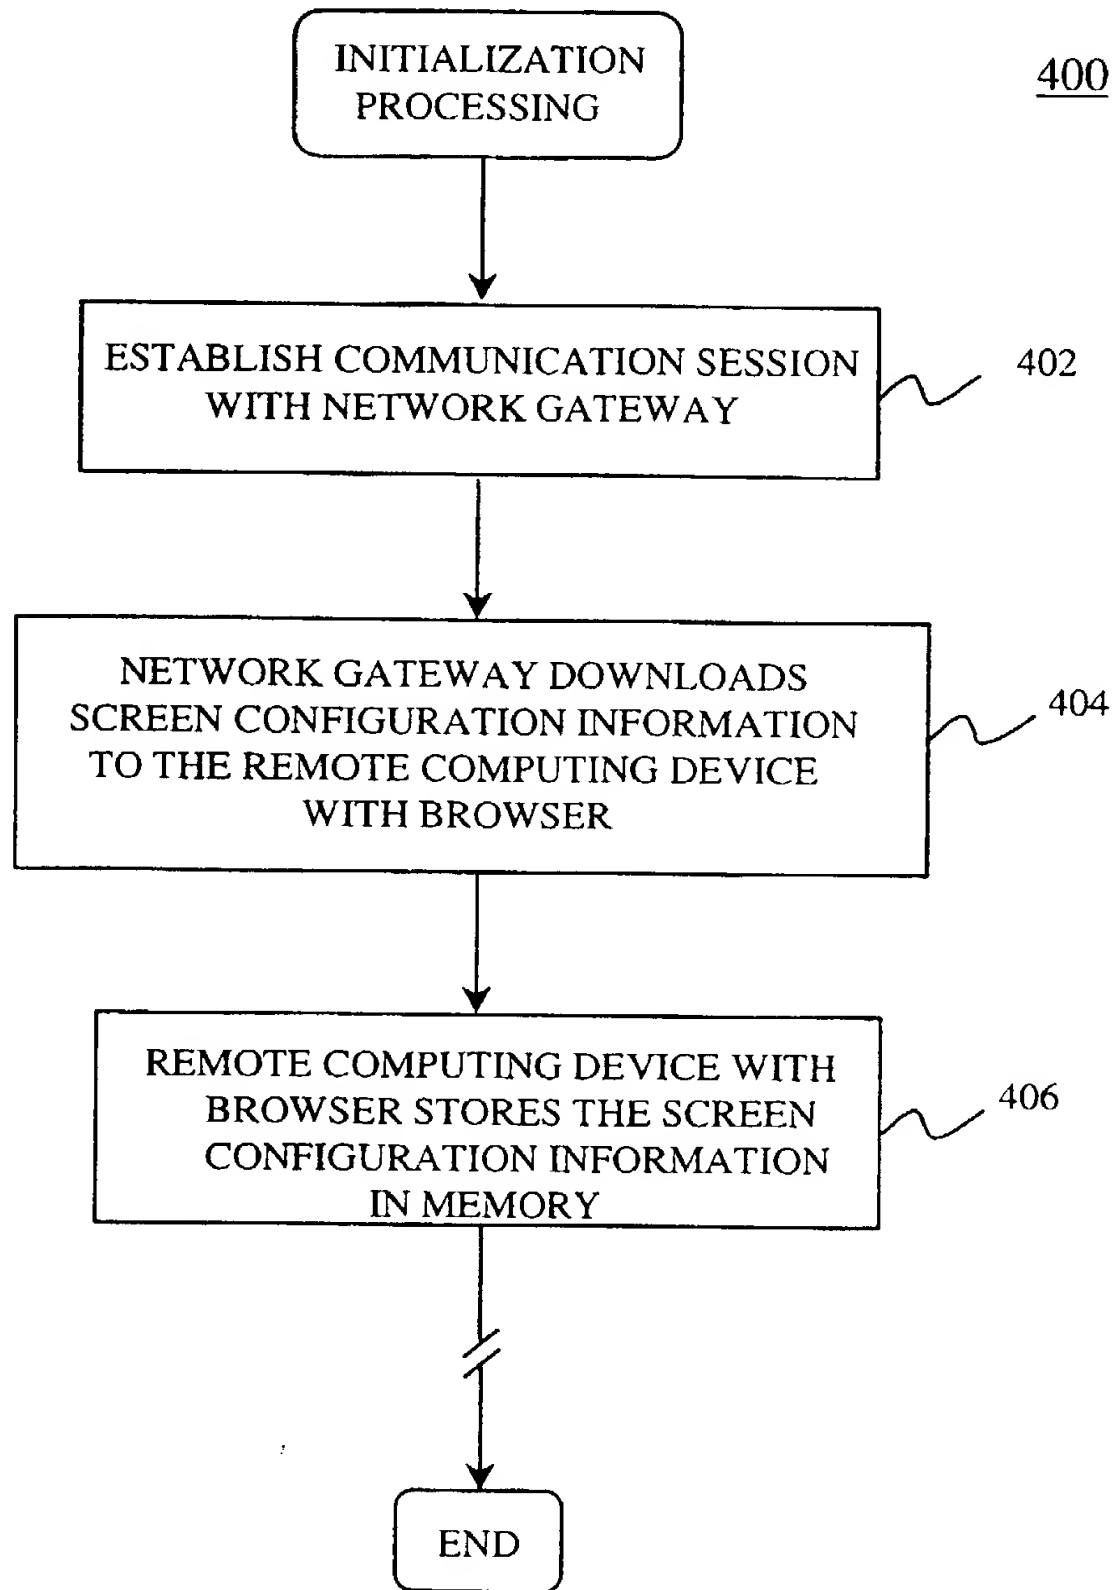 INITIALIZATION
PROCESSING
400
ESTABLISH COMMUNICATION SESSION
WITH NETWORK GATEWAY
402
NETWORK GATEWAY DOWNLOADS
SCREEN CONFIGURATION INFORMATION
TO THE REMOTE COMPUTING DEVICE
WITH BROWSER
404
REMOTE COMPUTING DEVICE WITH
BROWSER STORES THE SCREEN
CONFIGURATION INFORMATION
IN MEMORY
406
END